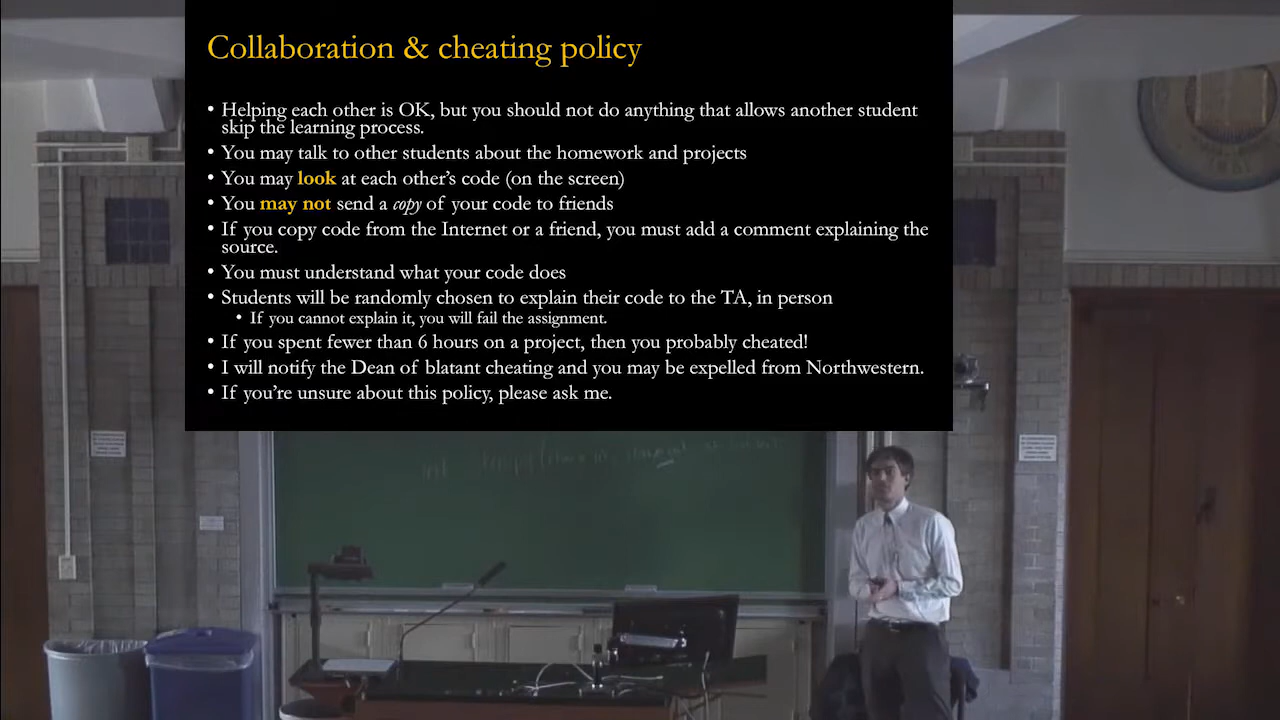 Collaboration & cheating policy
• Helping each other is OK, but you should not do anything that allows another student
skip the learning process.
• You may talk to other students about the homework and projects
• You may look at each other’s code (on the screen)
• You may not send a copy of your code to friends
• If you copy code from the Internet or a friend, you must add a comment explaining the
source.
• You must understand what your code does
• Students will be randomly chosen to explain their code to the TA, in person
• If you cannot explain it, you will fail the assignment.
• If you spent fewer than 6 hours on a project, then you probably cheated!
• I will notify the Dean of blatant cheating and you may be expelled from Northwestern.
• If you’re unsure about this policy, please ask me.